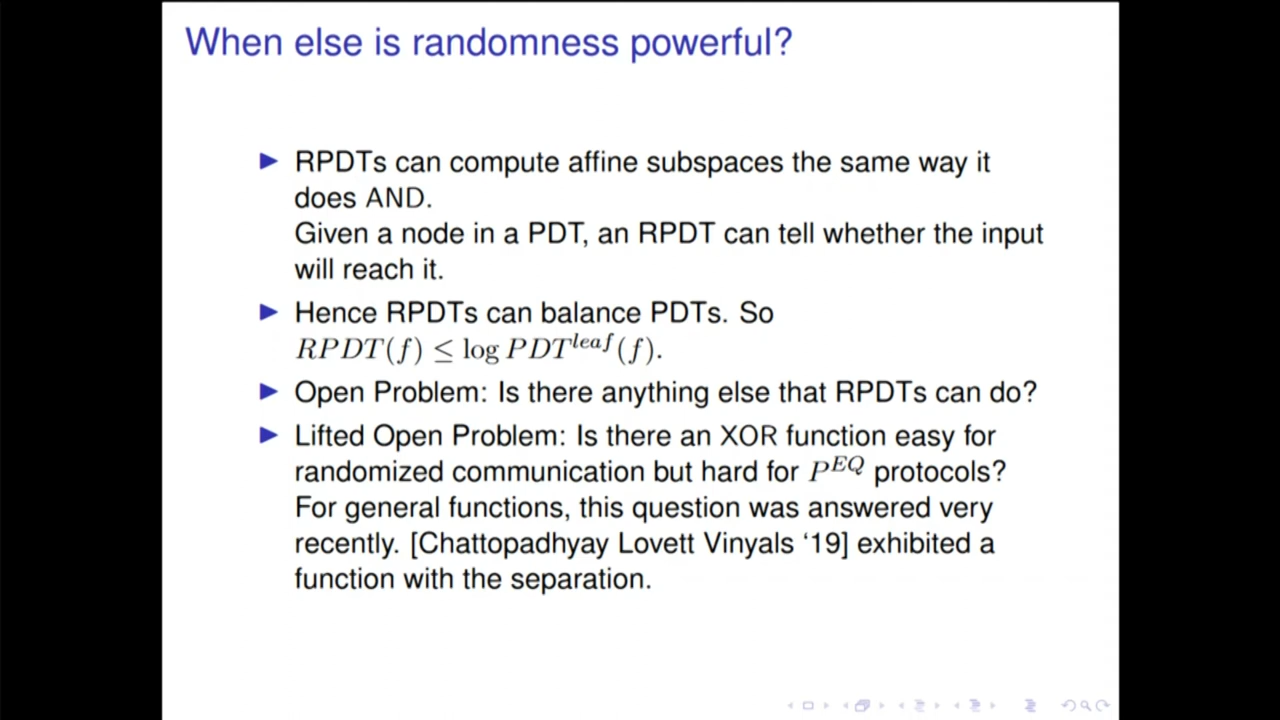 When else is randomness powerful?
RPDTs can compute affine subspaces the same way it
does AND.
Given a node in a PDT, an RPDT can tell whether the input
will reach it.
Hence RPDTs can balance PDTs. So
RPDT(f) ≤ log PDT^{leaf}(f).
Open Problem: Is there anything else that RPDTs can do?
Lifted Open Problem: Is there an XOR function easy for
randomized communication but hard for P^{EQ} protocols?
For general functions, this question was answered very
recently. [Chattopadhyay Lovett Vinyals ‘19] exhibited a
function with the separation.